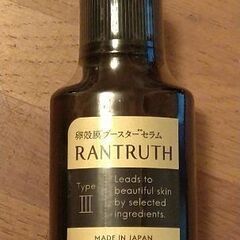 卵殻膜ブースターセラム
RANTRUTH
Type
III
Leads to
beautiful skin
by selected
ingredients.
MADE IN JAPAN